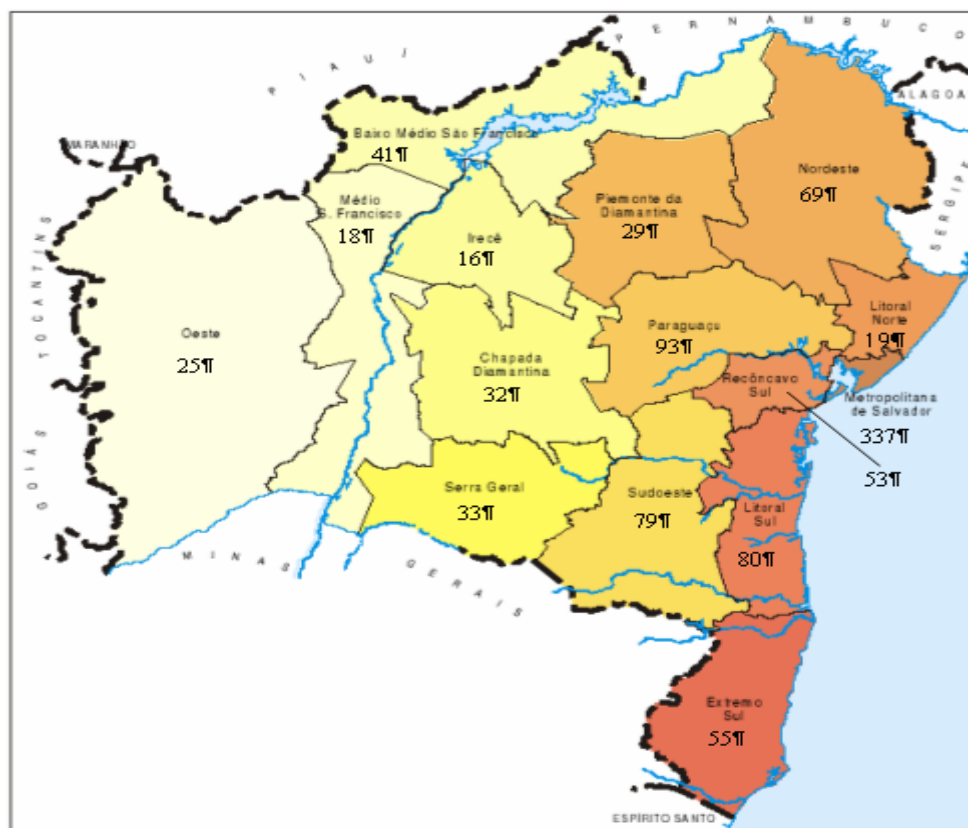 PERNAMBUCO
PIAUÍ
ALAGOA
MARANHÃO
Baixo Médio São Francisco
41¶
Nordeste
69¶
Piemonte da
Diamantina
29¶
Médio
S. Francisco
18¶
SERGIPE
Irecê
16¶
TOCANTINS
Litoral
Norte
19¶
Oeste
25¶
Paraguaçu
93¶
Chapada
Diamantina
32¶
Recôncavo
Sul
Metropolitana
de Salvador
337¶
53¶
GOIÁS
Serra Geral
33¶
Sudoeste
79¶
Litoral
Sul
80¶
MINAS GERAIS
Extremo
Sul
55¶
ESPÍRITO SANTO